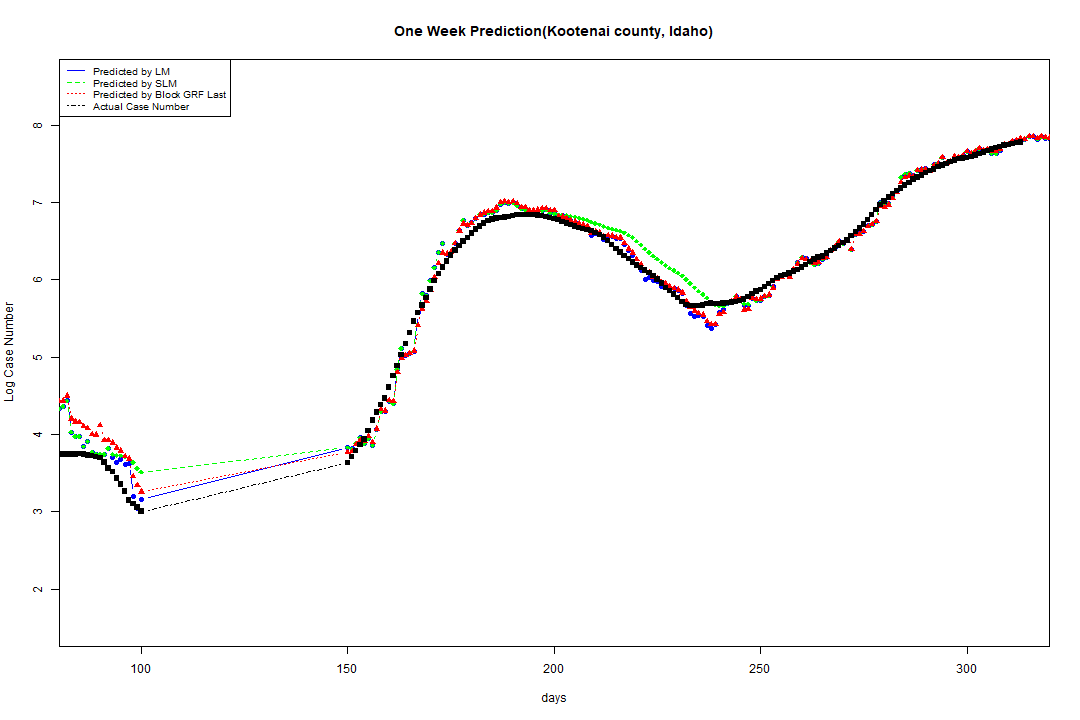 One Week Prediction(Kootenai county, Idaho)
Predicted by LM
Predicted by SLM
Predicted by Block GRF Last
Actual Case Number
8
7
6
5
4
3
2
Log Case Number
100 150 200 250 300
days